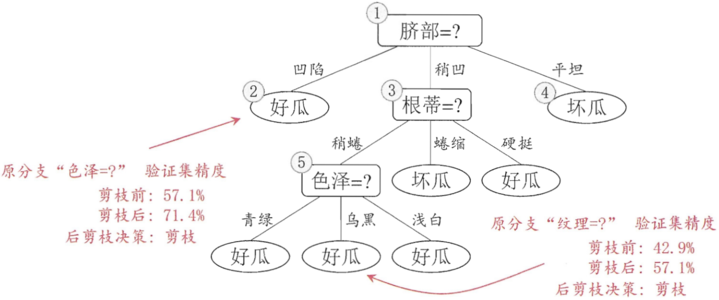 ① 脐部=?
凹陷 稍凹 平坦
② 好瓜 ③ 根蒂=? ④ 坏瓜
稍蜷 蜷缩 硬挺
原分支“色泽=?” 验证集精度
剪枝前: 57.1%
剪枝后: 71.4%
后剪枝决策: 剪枝
⑤ 色泽=? 坏瓜 好瓜
青绿 乌黑 浅白
好瓜 好瓜 好瓜
原分支“纹理=?” 验证集精度
剪枝前: 42.9%
剪枝后: 57.1%
后剪枝决策: 剪枝